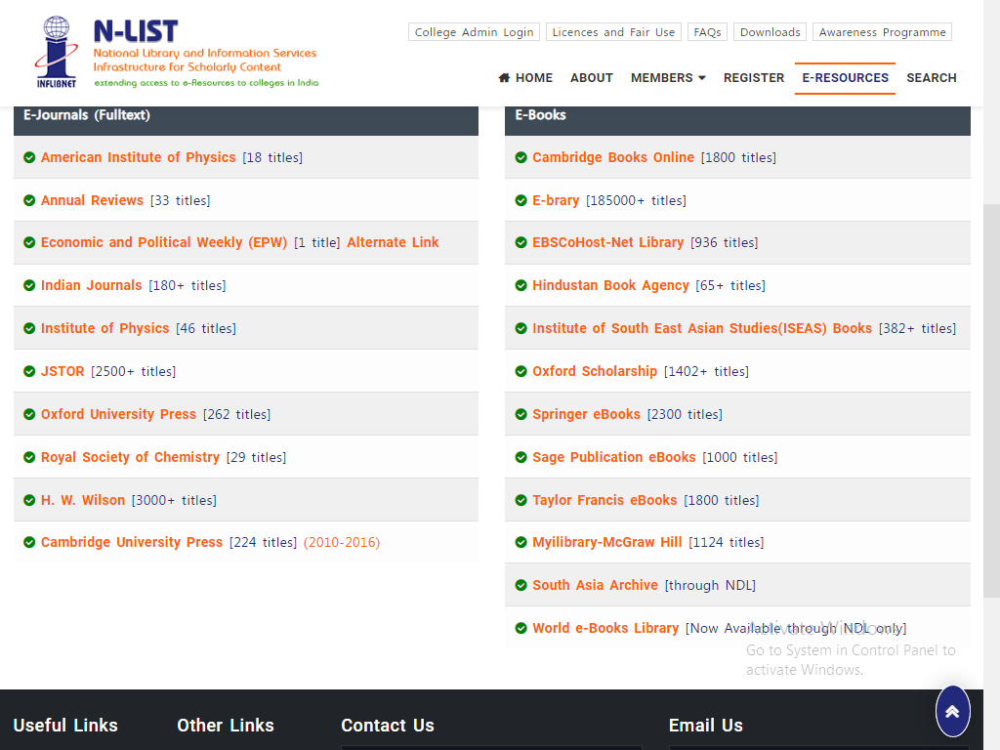 INFLIBNET
N-LIST
National Library and Information Services
Infrastructure for Scholarly Content
extending access to e-Resources to colleges in India
College Admin Login
Licences and Fair Use
FAQs
Downloads
Awareness Programme
HOME
ABOUT
MEMBERS
REGISTER
E-RESOURCES
SEARCH
E-Journals (Fulltext)
American Institute of Physics [18 titles]
Annual Reviews [33 titles]
Economic and Political Weekly (EPW) [1 title] Alternate Link
Indian Journals [180+ titles]
Institute of Physics [46 titles]
JSTOR [2500+ titles]
Oxford University Press [262 titles]
Royal Society of Chemistry [29 titles]
H. W. Wilson [3000+ titles]
Cambridge University Press [224 titles] (2010-2016)
E-Books
Cambridge Books Online [1800 titles]
E-brary [185000+ titles]
EBSCoHost-Net Library [936 titles]
Hindustan Book Agency [65+ titles]
Institute of South East Asian Studies(ISEAS) Books [382+ titles]
Oxford Scholarship [1402+ titles]
Springer eBooks [2300 titles]
Sage Publication eBooks [1000 titles]
Taylor Francis eBooks [1800 titles]
Myilibrary-McGraw Hill [1124 titles]
South Asia Archive [through NDL]
World e-Books Library [Now Available through NDL only]
Activate Windows
Go to System in Control Panel to
activate Windows.
Useful Links
Other Links
Contact Us
Email Us